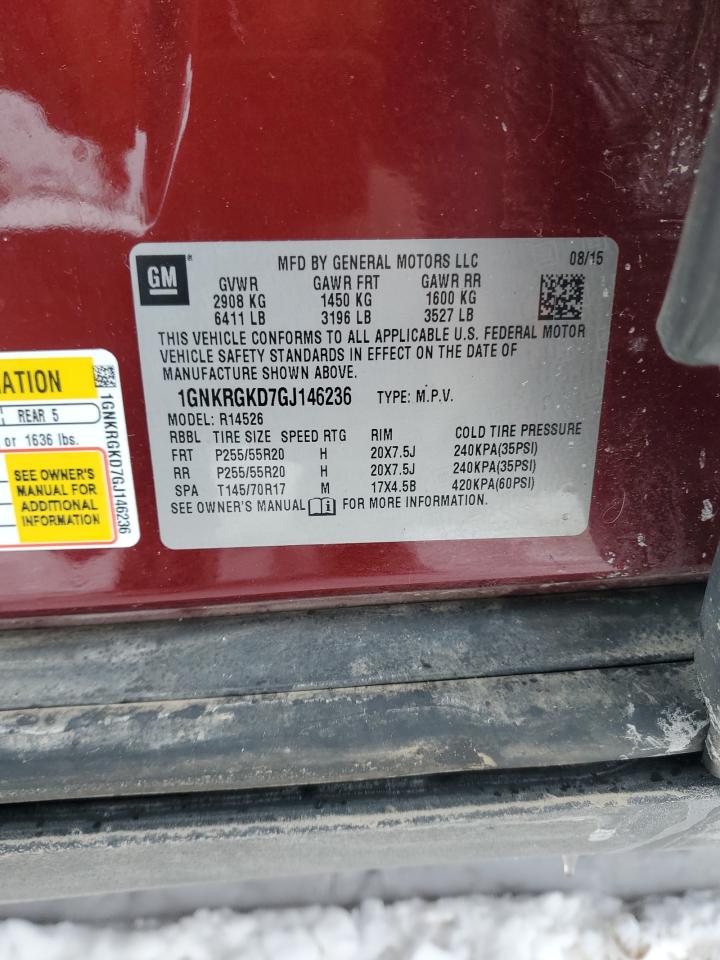 GM ®
MFD BY GENERAL MOTORS LLC 08/15
GVWR GAWR FRT GAWR RR
2908 KG 1450 KG 1600 KG
6411 LB 3196 LB 3527 LB
THIS VEHICLE CONFORMS TO ALL APPLICABLE U.S. FEDERAL MOTOR
VEHICLE SAFETY STANDARDS IN EFFECT ON THE DATE OF
MANUFACTURE SHOWN ABOVE.
1GNKRGKD7GJ146236 TYPE: M.P.V.
MODEL: R14526
RBBL TIRE SIZE SPEED RTG RIM COLD TIRE PRESSURE
FRT P255/55R20 H 20X7.5J 240KPA(35PSI)
RR P255/55R20 H 20X7.5J 240KPA(35PSI)
SPA T145/70R17 M 17X4.5B 420KPA(60PSI)
SEE OWNER'S MANUAL i FOR MORE INFORMATION.
ATION
REAR 5
or 1636 lbs.
SEE OWNER'S
MANUAL FOR
ADDITIONAL
INFORMATION
1GNKRGKD7GJ146236